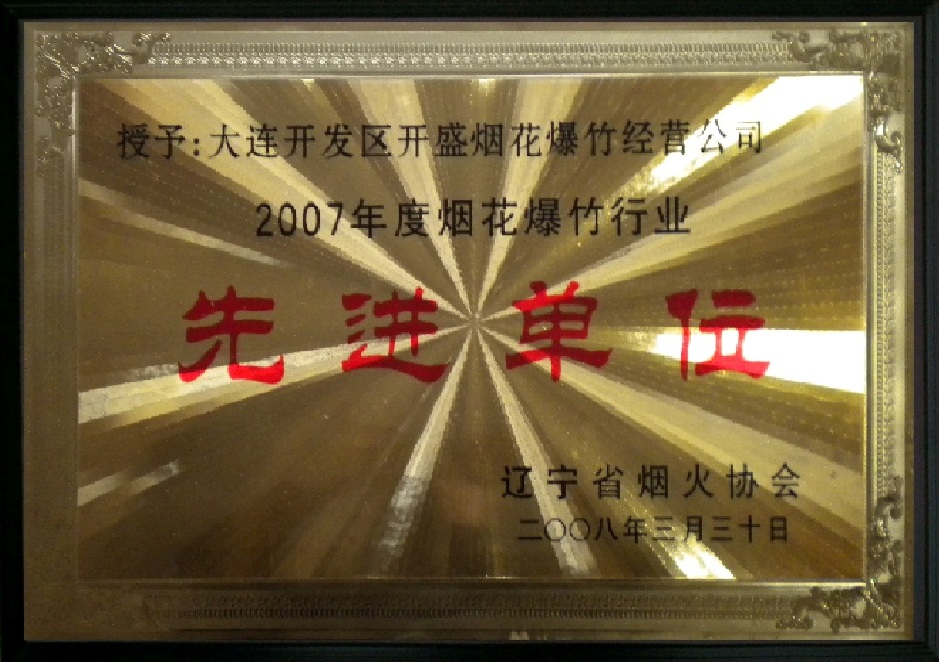 授予:大连开发区开盛烟花爆竹经营公司
2007年度烟花爆竹行业
先进单位
辽宁省烟火协会
二〇〇八年三月三十日